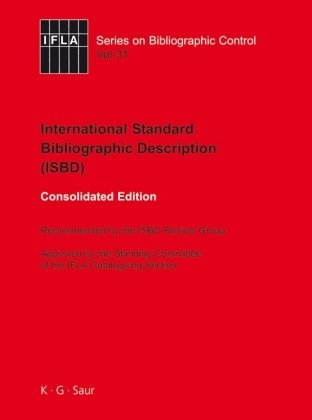 IFLA
Series on Bibliographic Control
Vol 31
International Standard
Bibliographic Description
(ISBD)
Consolidated Edition
Recommended by the ISBD Review Group
Approved by the Standing Committee
of the IFLA Cataloguing Section
K · G · Saur